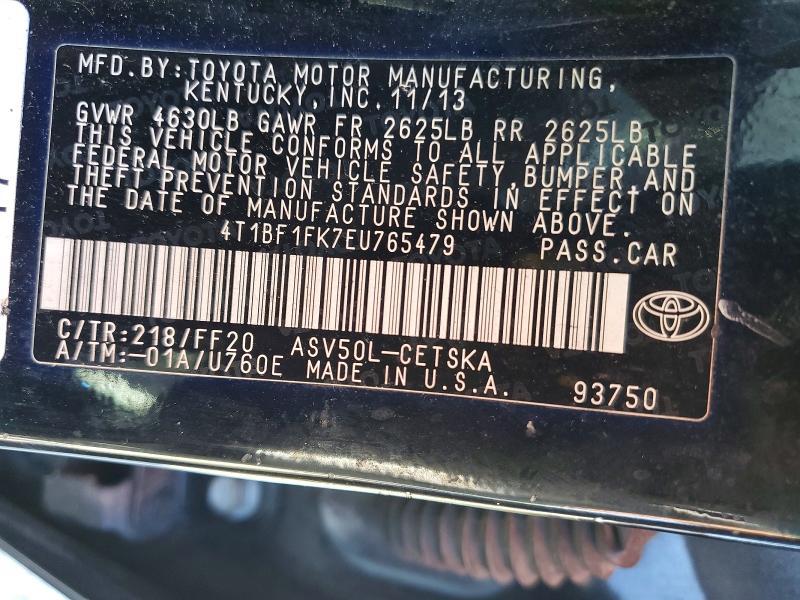 MFD.BY:TOYOTA MOTOR MANUFACTURING,
KENTUCKY,INC. 11/13
GVWR 4630LB GAWR FR 2625LB RR 2625LB
THIS VEHICLE CONFORMS TO ALL APPLICABLE
FEDERAL MOTOR VEHICLE SAFETY,BUMPER,AND
THEFT PREVENTION STANDARDS IN EFFECT ON
THE DATE OF MANUFACTURE SHOWN ABOVE.
4T1BF1FK7EU765479 PASS.CAR
C/TR:218/FF20 ASV50L-CETSKA
A/TM:-01A/U760E MADE IN U.S.A. 93750